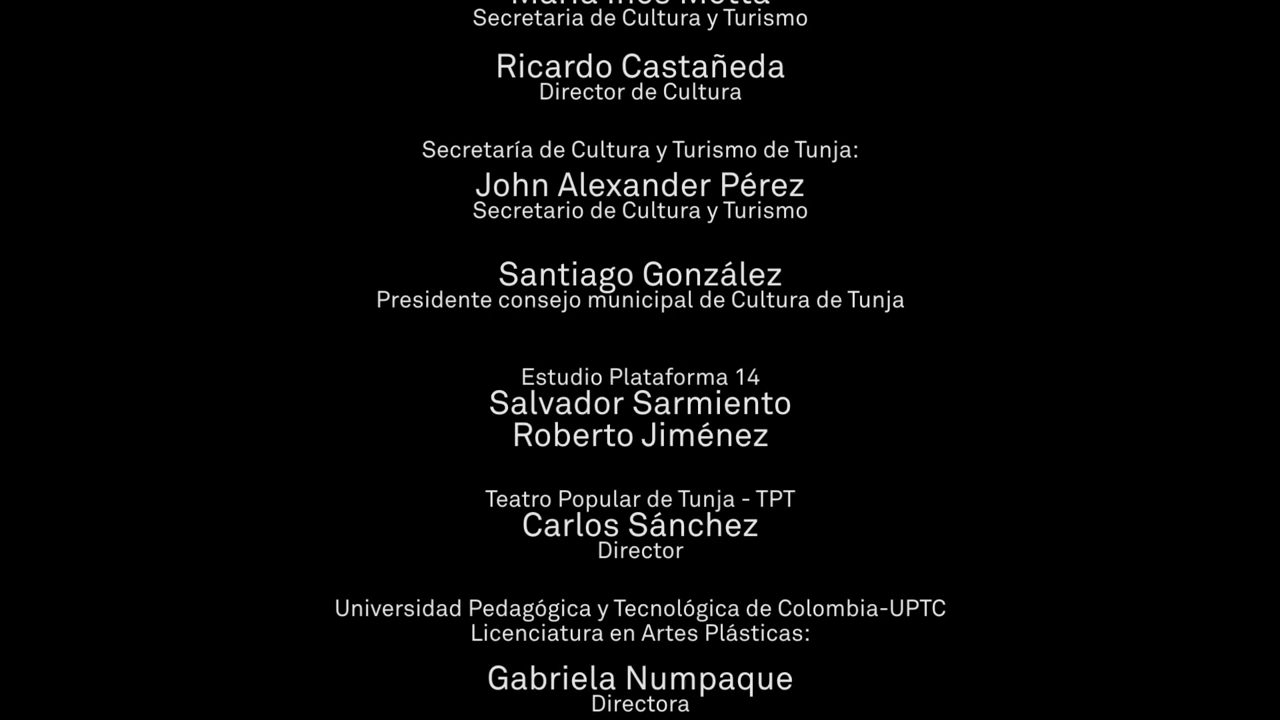 María Inés Motta
Secretaria de Cultura y Turismo
Ricardo Castañeda
Director de Cultura
Secretaría de Cultura y Turismo de Tunja:
John Alexander Pérez
Secretario de Cultura y Turismo
Santiago González
Presidente consejo municipal de Cultura de Tunja
Estudio Plataforma 14
Salvador Sarmiento
Roberto Jiménez
Teatro Popular de Tunja - TPT
Carlos Sánchez
Director
Universidad Pedagógica y Tecnológica de Colombia-UPTC
Licenciatura en Artes Plásticas:
Gabriela Numpaque
Directora